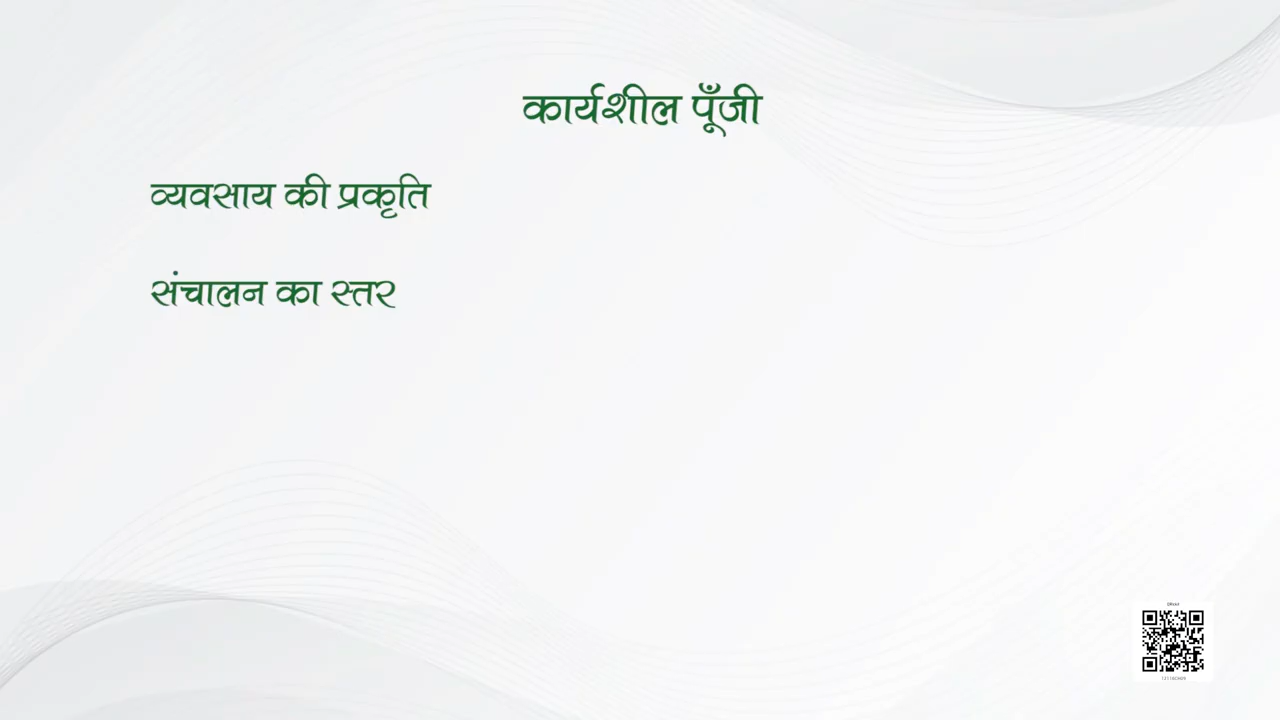 कार्यशील पूँजी
व्यवसाय की प्रकृति
संचालन का स्तर